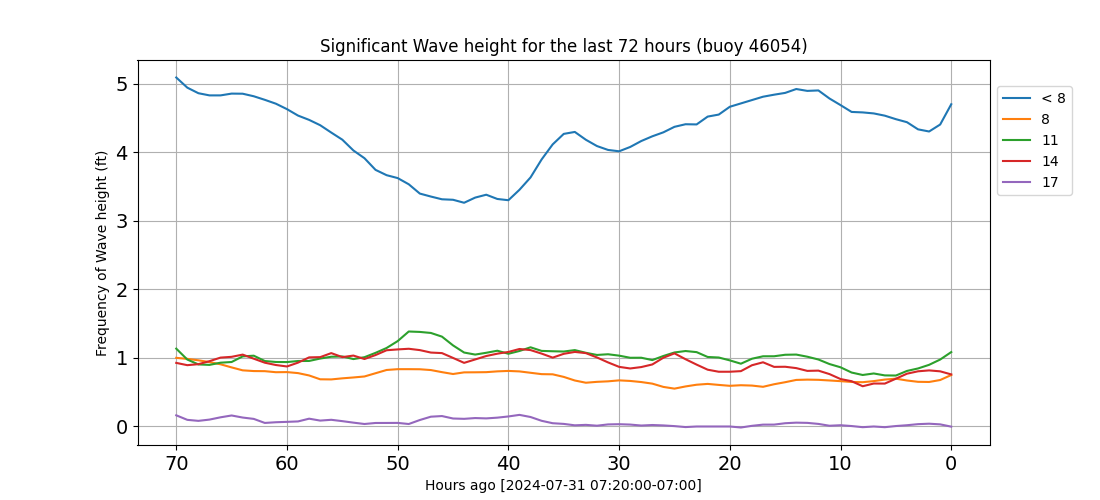 Significant Wave height for the last 72 hours (buoy 46054)
Frequency of Wave height (ft)
5
4
3
2
1
0
70 60 50 40 30 20 10 0
Hours ago [2024-07-31 07:20:00-07:00]
< 8
8
11
14
17